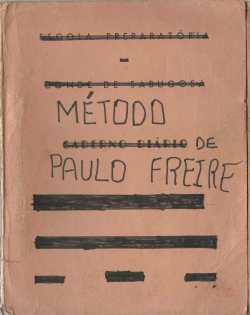 ESCOLA PREPARATÓRIA
-
CONDE DE SABUGOSA
MÉTODO
CADERNO DIÁRIO DE
PAULO FREIRE